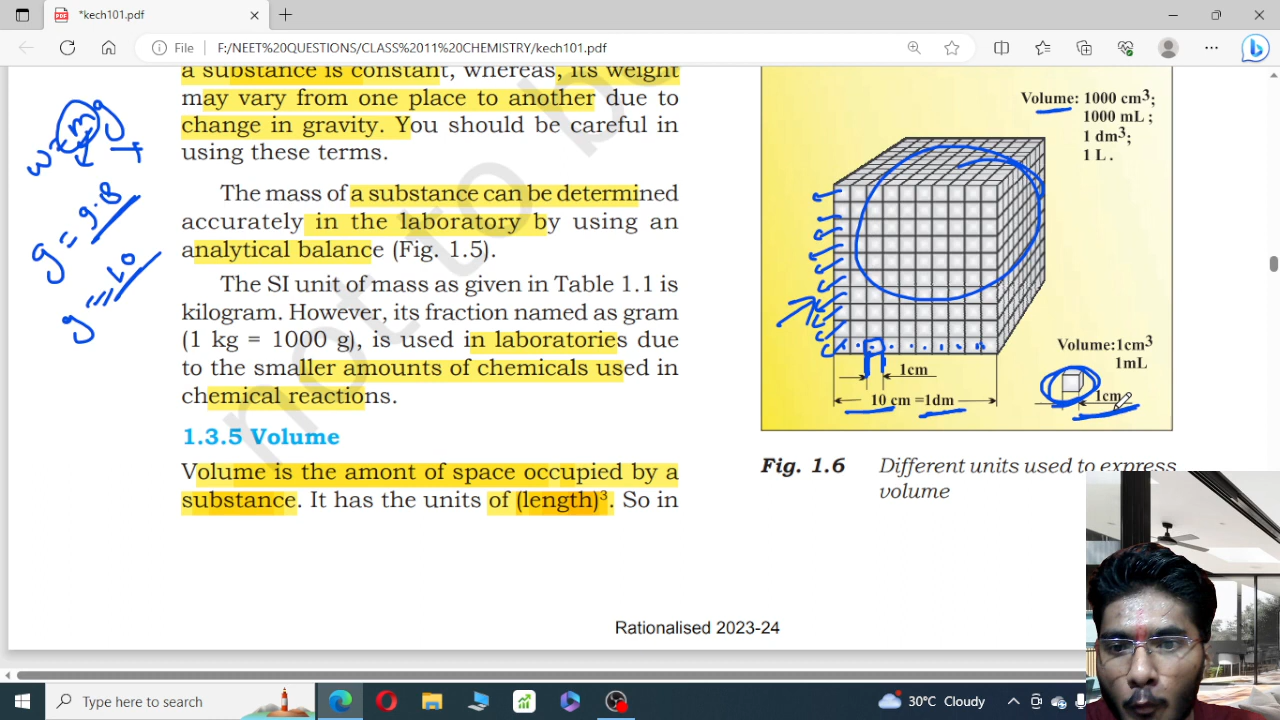 *kech101.pdf
File
F:/NEET%20QUESTIONS/CLASS%2011%20CHEMISTRY/kech101.pdf
a substance is constant, whereas, its weight
may vary from one place to another due to
change in gravity. You should be careful in
using these terms.
The mass of a substance can be determined
accurately in the laboratory by using an
analytical balance (Fig. 1.5).
The SI unit of mass as given in Table 1.1 is
kilogram. However, its fraction named as gram
(1 kg = 1000 g), is used in laboratories due
to the smaller amounts of chemicals used in
chemical reactions.
1.3.5 Volume
Volume is the amont of space occupied by a
substance. It has the units of (length)³. So in
m
g
w
g = 9.8
g = 10
not to be
Volume: 1000 cm³;
1000 mL ;
1 dm³;
1 L .
Volume:1cm³
1mL
1cm
1cm
10 cm =1dm
Fig. 1.6 Different units used to express
volume
Rationalised 2023-24
Type here to search
30°C Cloudy